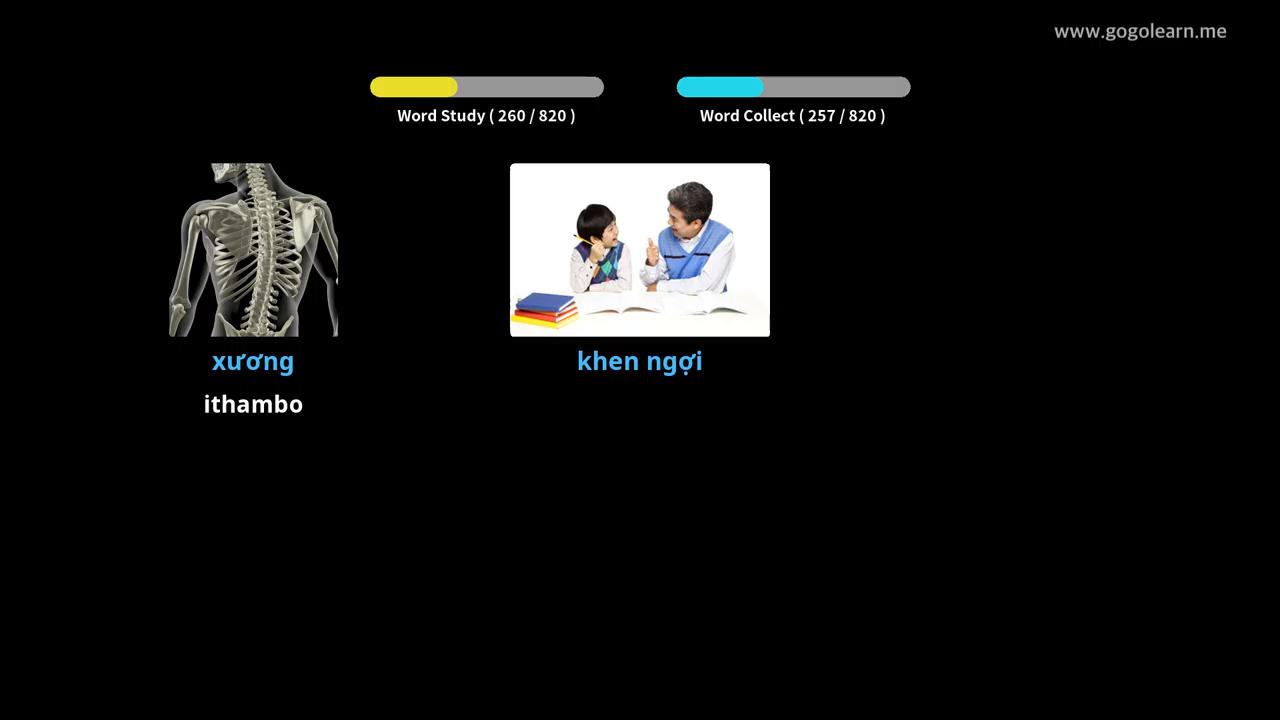 www.gogolearn.me
Word Study ( 260 / 820 )
Word Collect ( 257 / 820 )
xương
ithambo
khen ngợi